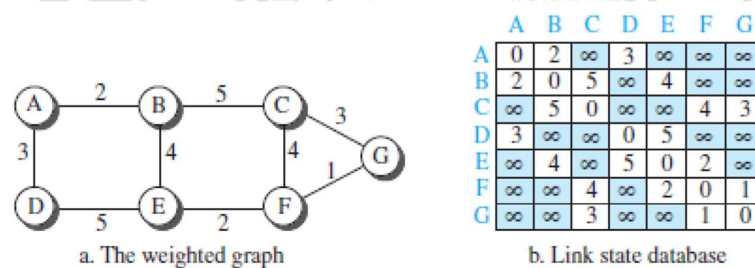 A B C D E F G
A 0 2 ∞ 3 ∞ ∞ ∞
B 2 0 5 ∞ 4 ∞ ∞
C ∞ 5 0 ∞ ∞ 4 3
D 3 ∞ ∞ 0 5 ∞ ∞
E ∞ 4 ∞ 5 0 2 ∞
F ∞ ∞ 4 ∞ 2 0 1
G ∞ ∞ 3 ∞ ∞ 1 0
2 5
A B C 3
3 4 4 G
1
D E F
5 2
a. The weighted graph
b. Link state database